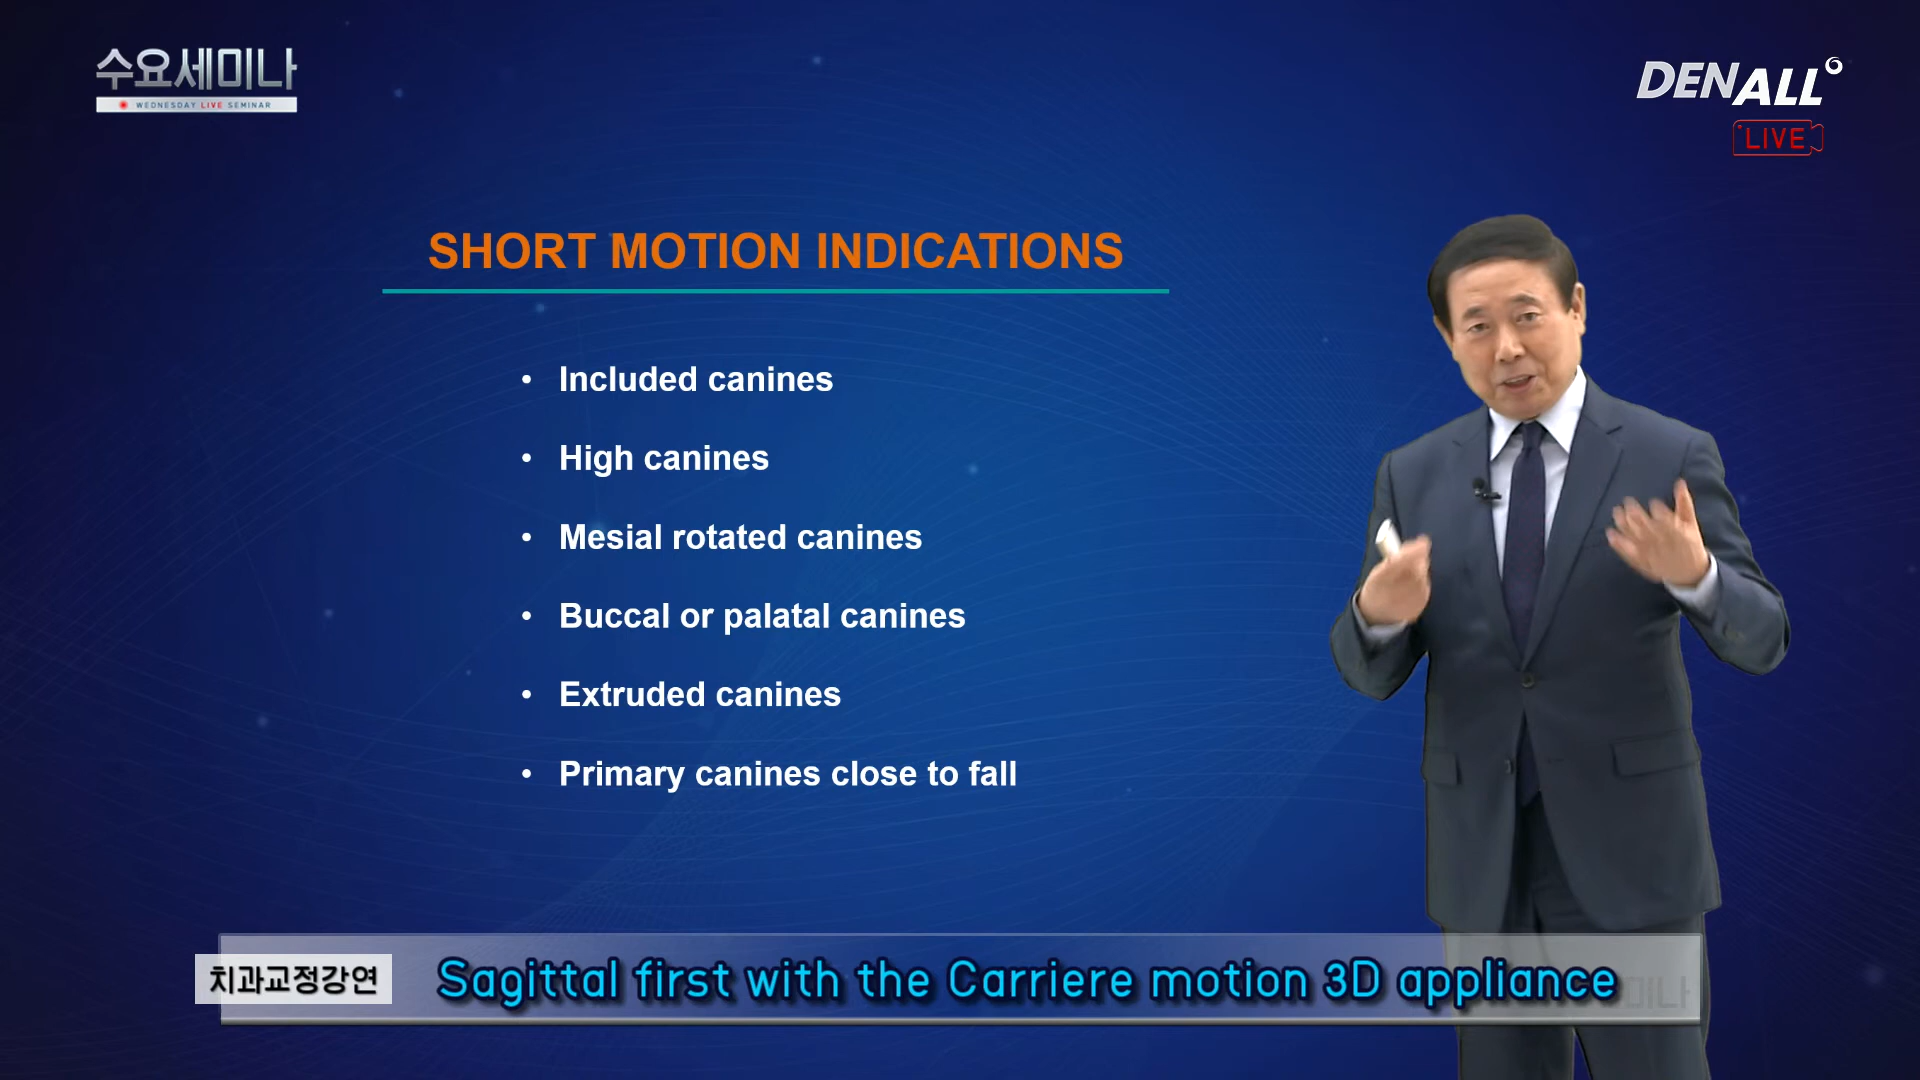 수요세미나
WEDNESDAY LIVE SEMINAR
DENALL
LIVE
SHORT MOTION INDICATIONS
• Included canines
• High canines
• Mesial rotated canines
• Buccal or palatal canines
• Extruded canines
• Primary canines close to fall
치과교정강연
Sagittal first with the Carriere motion 3D appliance